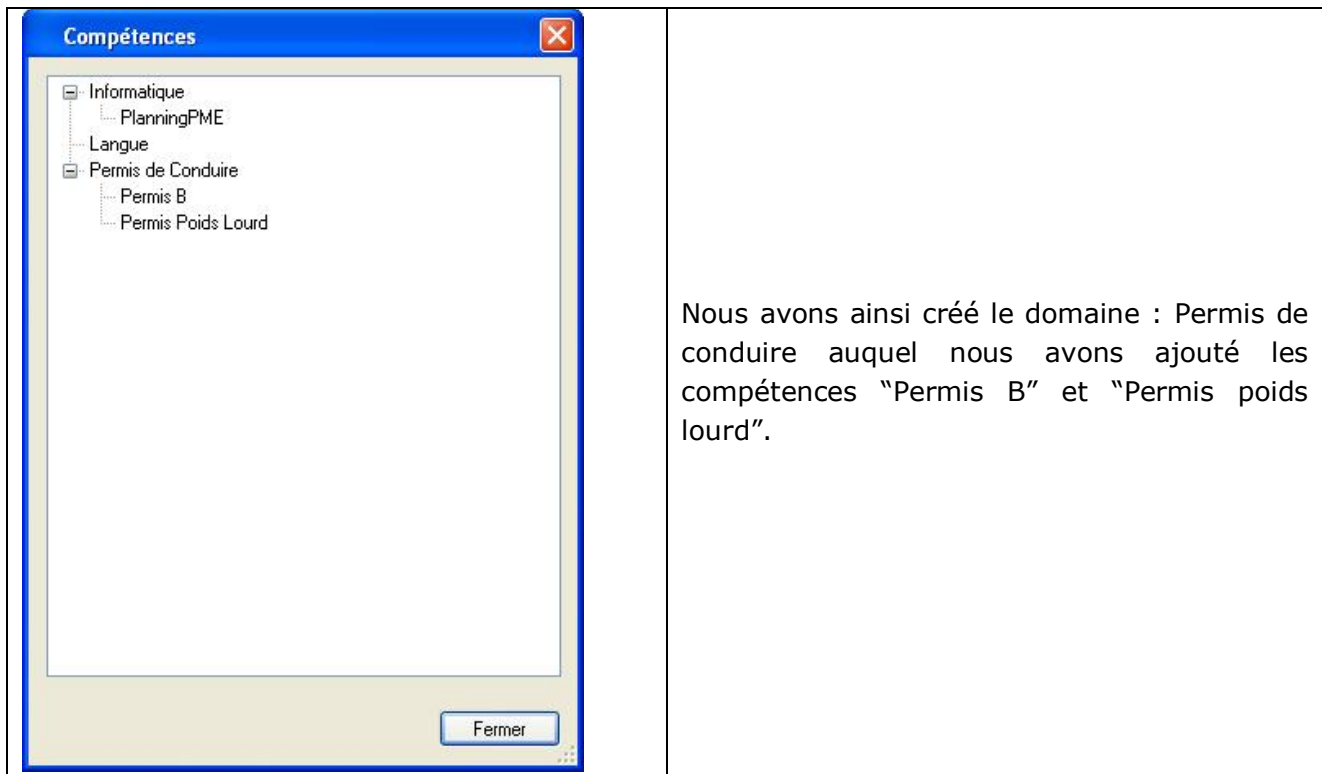 Compétences
Informatique
PlanningPME
Langue
Permis de Conduire
Permis B
Permis Poids Lourd
Fermer
Nous avons ainsi créé le domaine : Permis de
conduire auquel nous avons ajouté les
compétences “Permis B” et “Permis poids
lourd”.